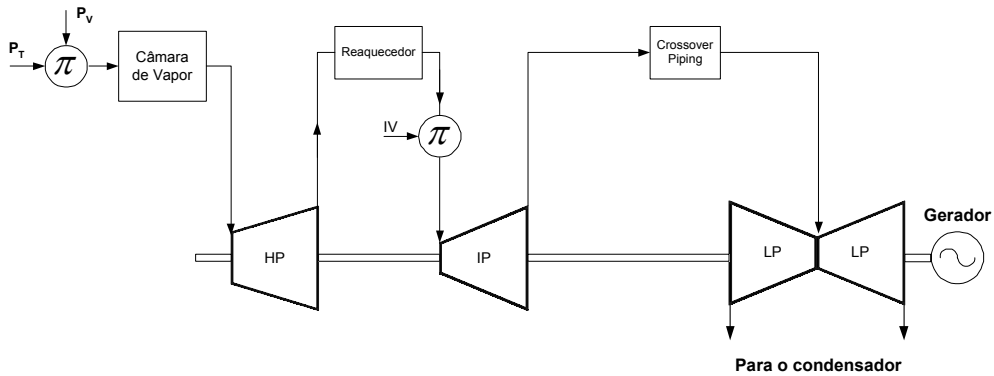 P_V
P_T
π
Câmara
de Vapor
Reaquecedor
IV
π
Crossover
Piping
HP
IP
LP
LP
Gerador
Para o condensador